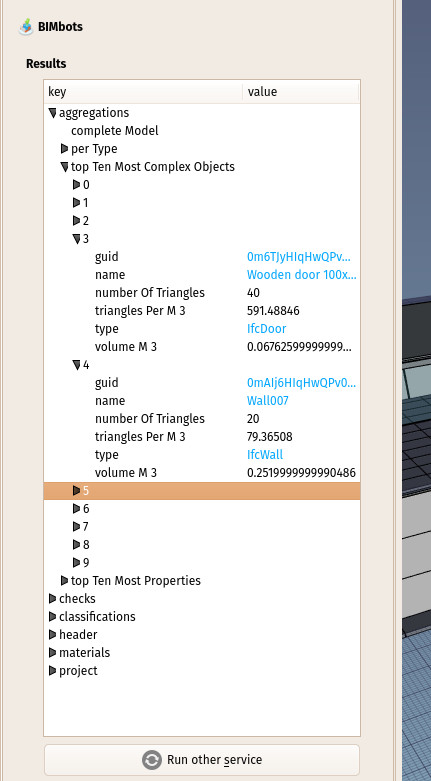 BIMbots
Results
key value
aggregations
complete Model
per Type
top Ten Most Complex Objects
0
1
2
3
guid 0m6TJyHIqHwQPv...
name Wooden door 100x...
number Of Triangles 40
triangles Per M 3 591.48846
type IfcDoor
volume M 3 0.06762599999999...
4
guid 0mAIj6HIqHwQPv0...
name Wall007
number Of Triangles 20
triangles Per M 3 79.36508
type IfcWall
volume M 3 0.2519999999990486
5
6
7
8
9
top Ten Most Properties
checks
classifications
header
materials
project
Run other service